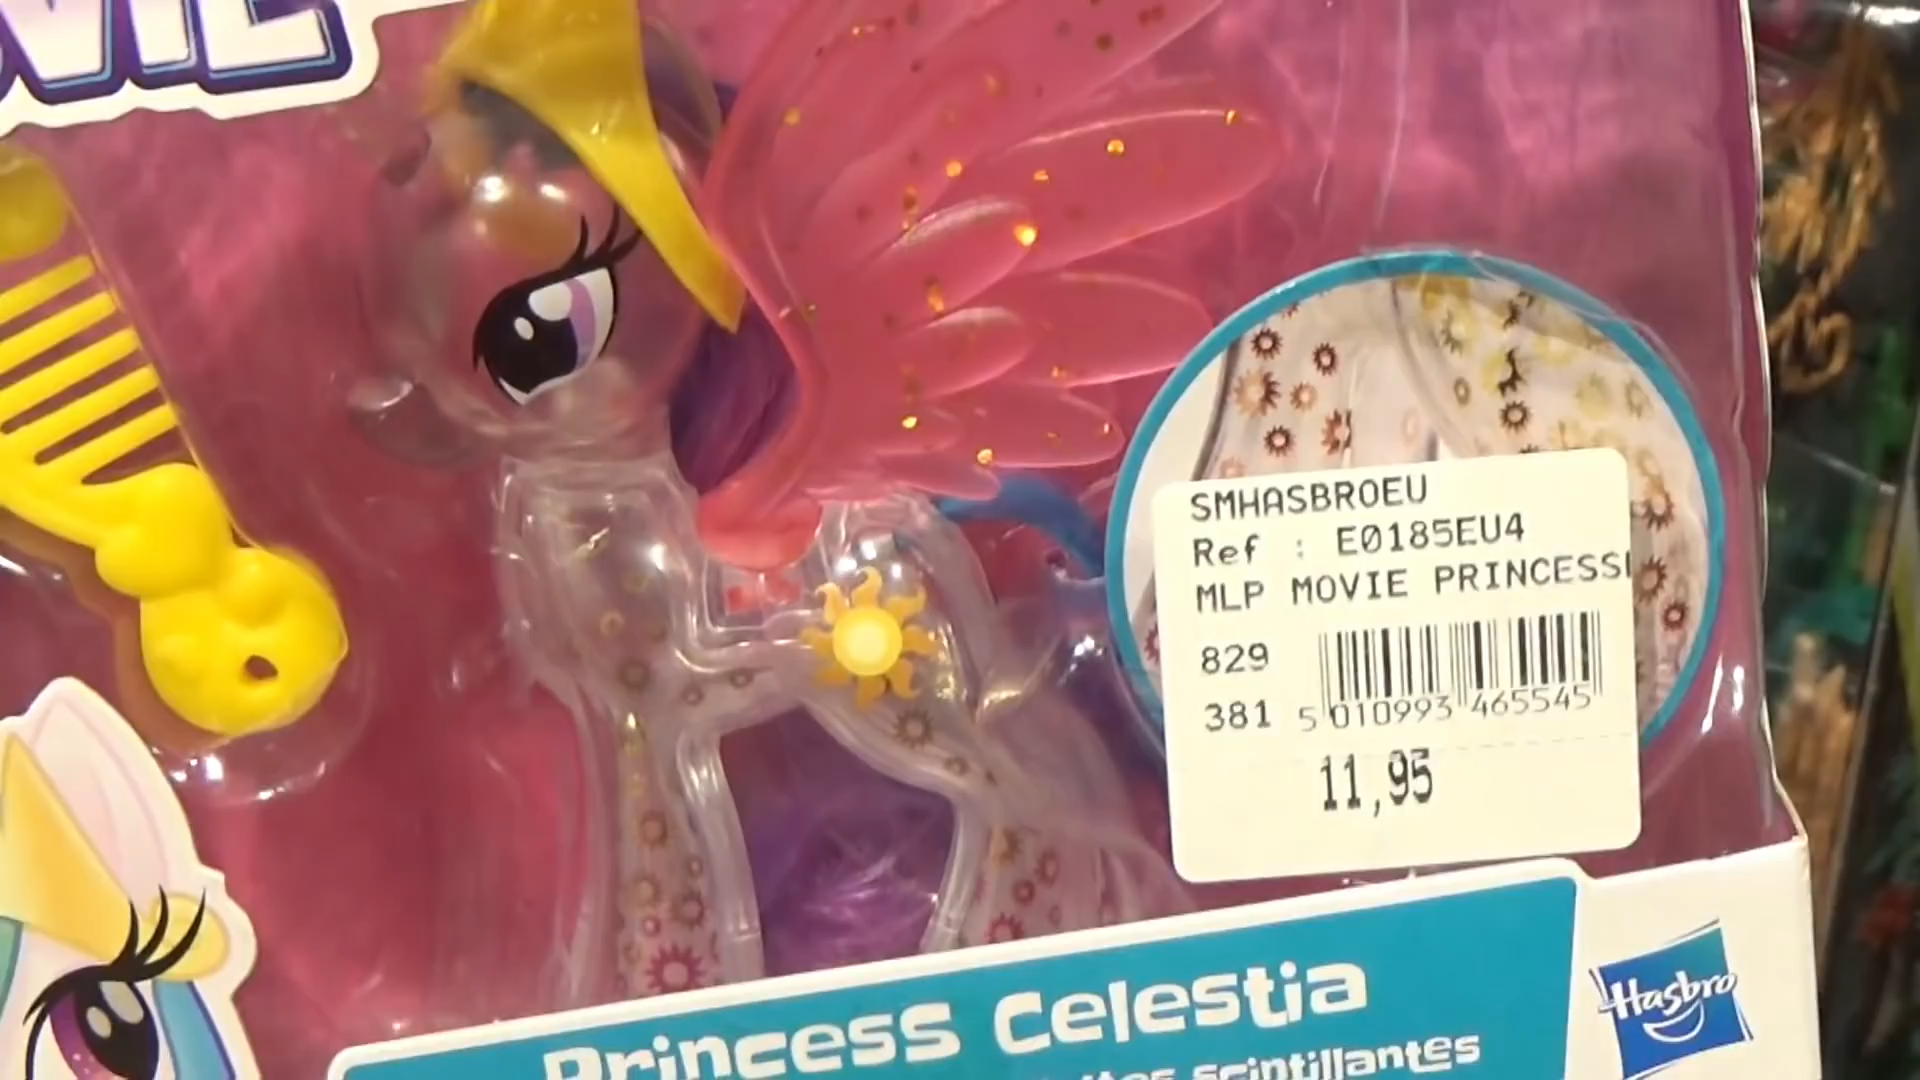 SMHASBROEU
Ref : E0185EU4
MLP MOVIE PRINCESS
829
381 5 010993 465545
11,95
Princess Celestia
scintillantes
Hasbro